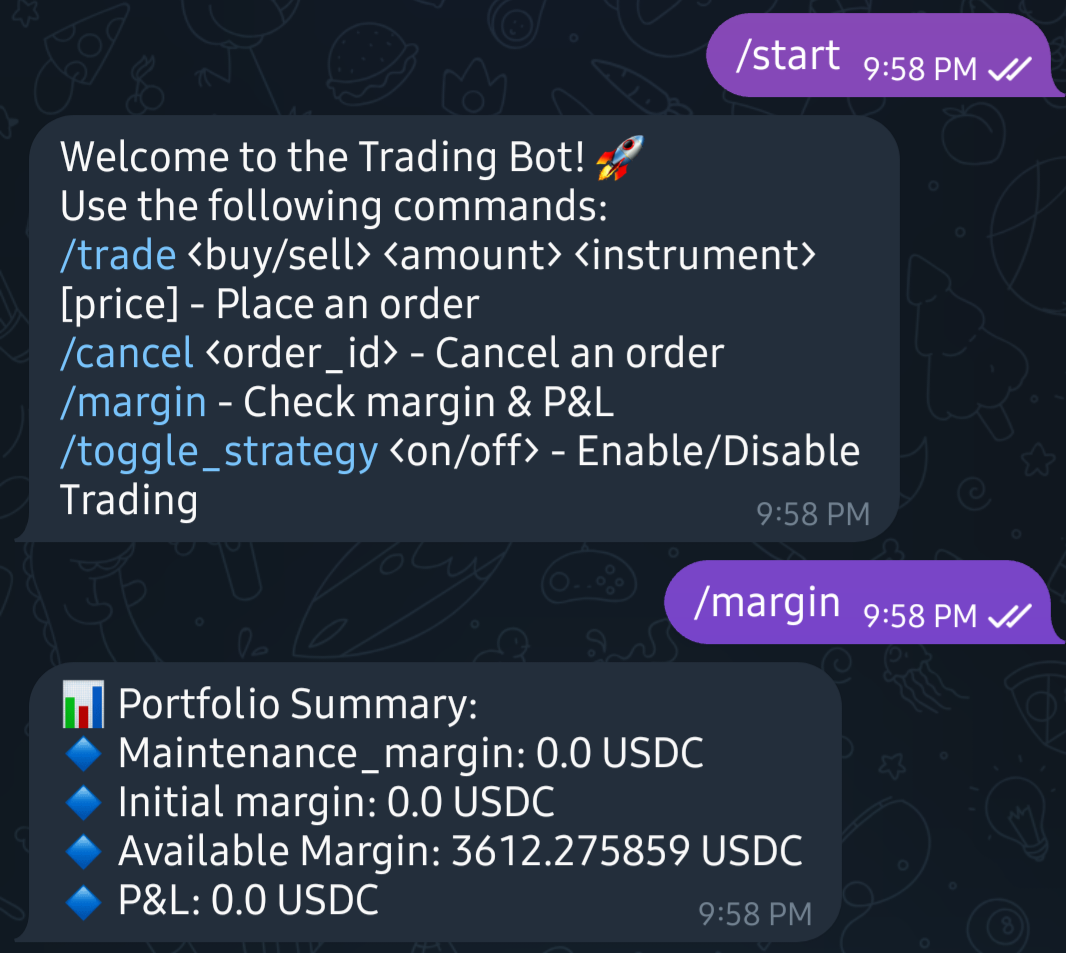 /start 9:58 PM
Welcome to the Trading Bot! 🚀
Use the following commands:
/trade <buy/sell> <amount> <instrument>
[price] - Place an order
/cancel <order_id> - Cancel an order
/margin - Check margin & P&L
/toggle_strategy <on/off> - Enable/Disable
Trading
9:58 PM
/margin 9:58 PM
📊 Portfolio Summary:
🔷 Maintenance_margin: 0.0 USDC
🔷 Initial margin: 0.0 USDC
🔷 Available Margin: 3612.275859 USDC
🔷 P&L: 0.0 USDC
9:58 PM